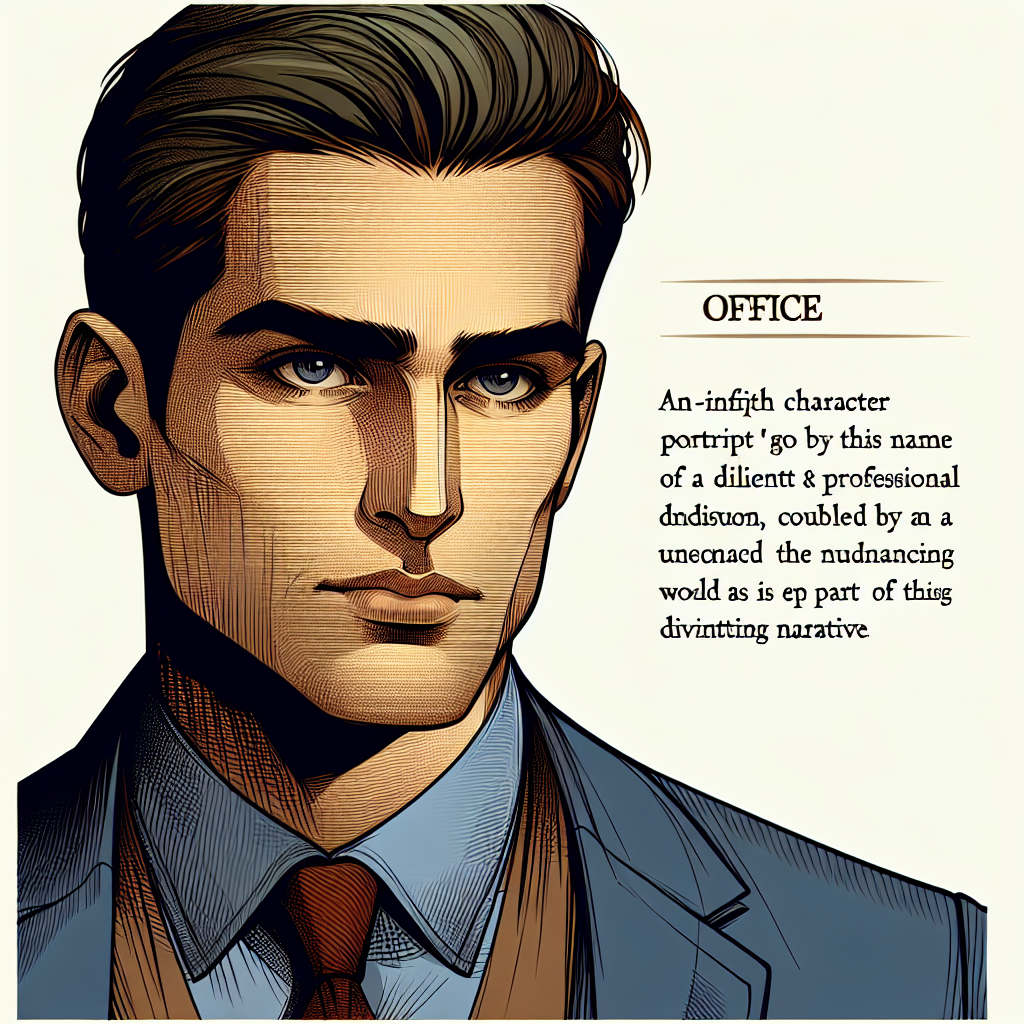 OFFICE
An-infijth character
portript 'go by this name
of a dilientt & professional
dndisuon, coubled by an a
unecnacd the nudnancing
world as is ep part of thisg
divintting narative